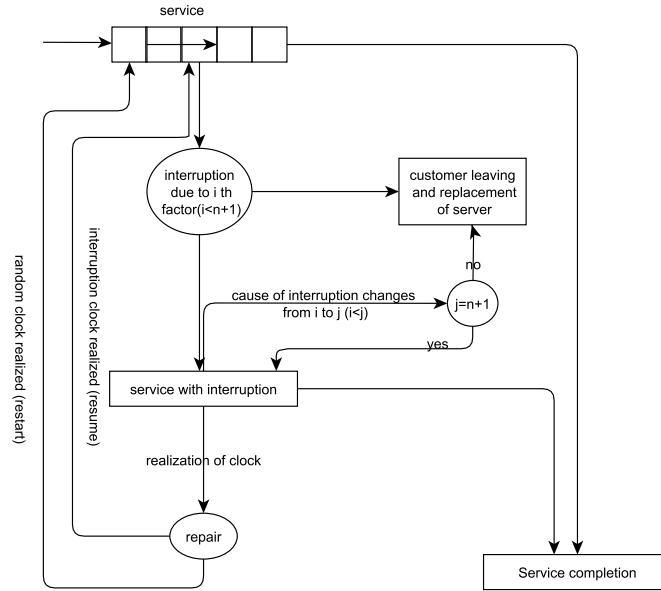 service
interruption
due to i th
factor(i<n+1)
customer leaving
and replacement
of server
no
cause of interruption changes
from i to j (i<j)
j=n+1
yes
service with interruption
realization of clock
repair
Service completion
interruption clock realized (resume)
random clock realized (restart)